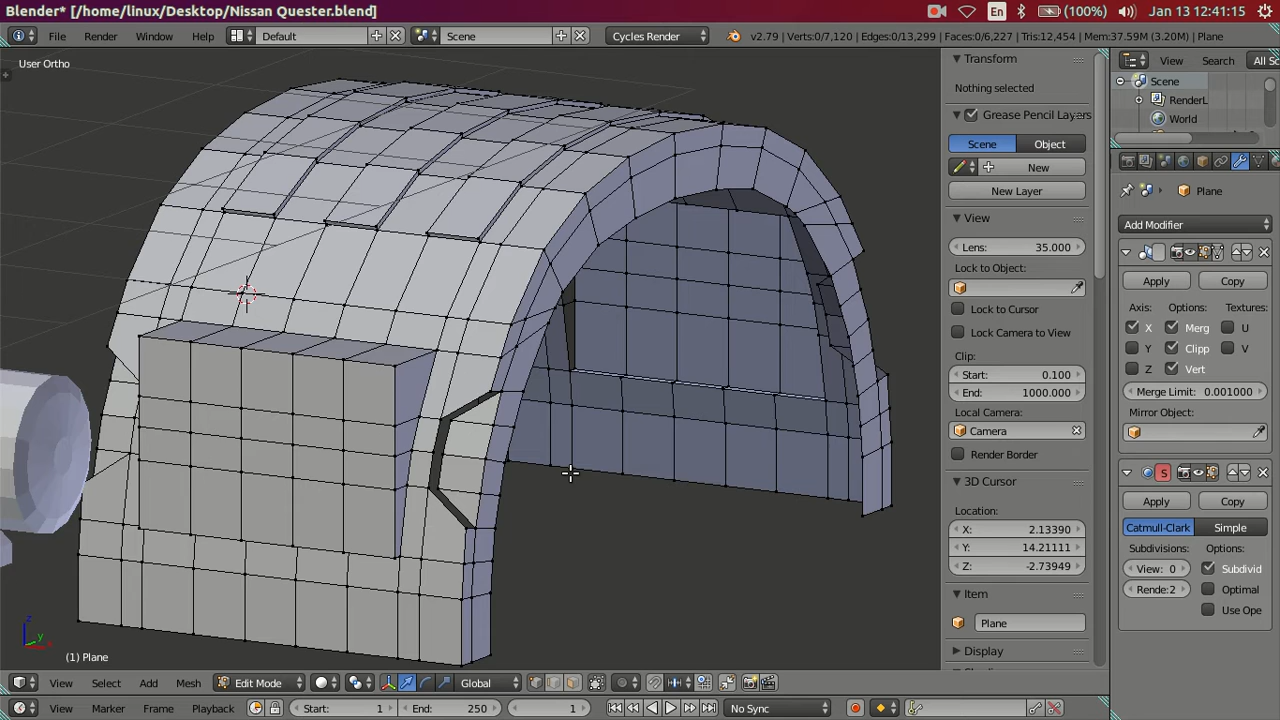 Blender* [/home/linux/Desktop/Nissan Quester.blend]
En (100%) Jan 13 12:41:15
File Render Window Help Default Scene Cycles Render v2.79 | Verts:0/7,120 | Edges:0/13,299 | Faces:0/6,227 | Tris:12,454 | Mem:37.59M (3.20M) | Plane
User Ortho
Transform
Nothing selected
Grease Pencil Layers
Scene Object
New
New Layer
View
Lens: 35.000
Lock to Object:
Lock to Cursor
Lock Camera to View
Clip:
Start: 0.100
End: 1000.000
Local Camera:
Camera
Render Border
3D Cursor
Location:
X: 2.13390
Y: 14.21111
Z: -2.73949
Item
Plane
Display
View Search All Sc
Scene
RenderL
World
Plane
Add Modifier
Apply Copy
Axis: Options: Textures:
X Merg U
Y Clipp V
Z Vert
Merge Limit: 0.001000
Mirror Object:
S
Apply Copy
Catmull-Clark Simple
Subdivisions: Options:
View: 0 Subdivid
Rende:2 Optimal
Use Ope
z
y
(1) Plane
View Select Add Mesh Edit Mode Global
View Marker Frame Playback Start: 1 End: 250 1 No Sync